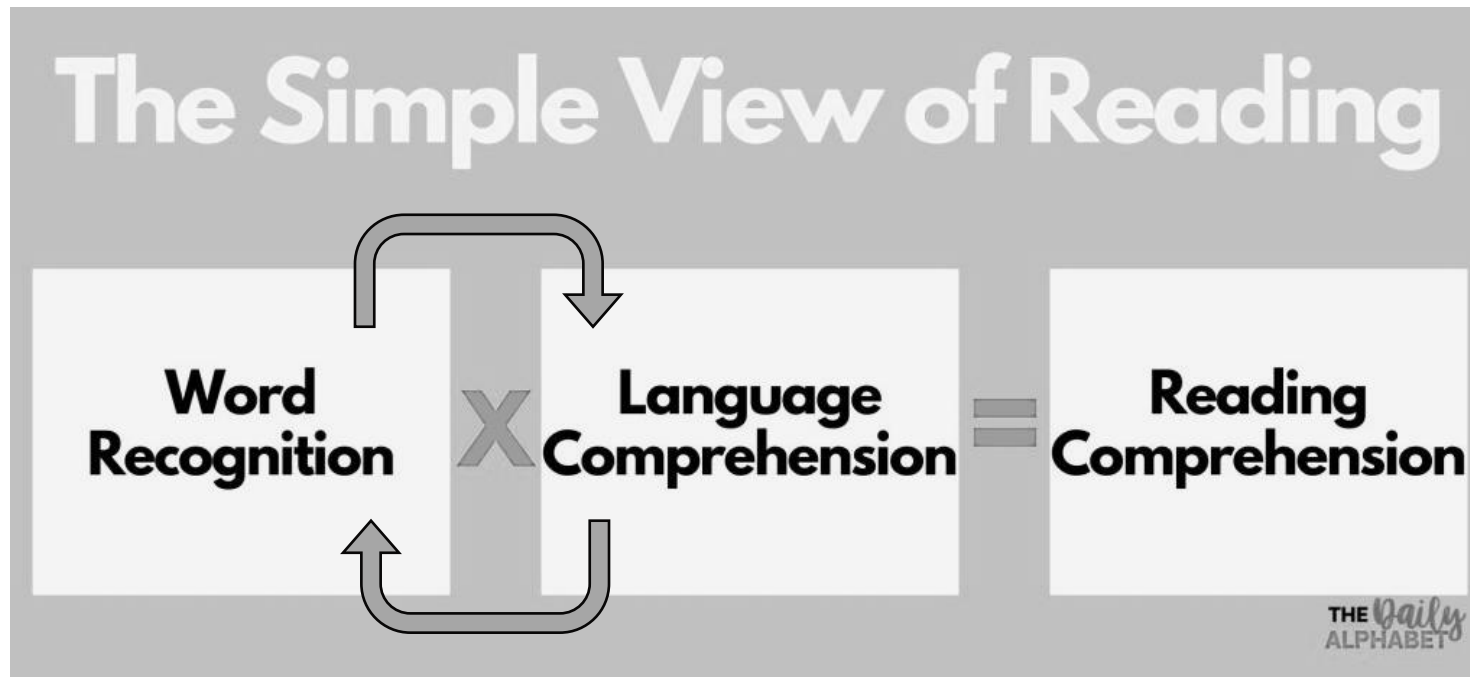 The Simple View of Reading
Word
Recognition
X
Language
Comprehension
=
Reading
Comprehension
THE Daily
ALPHABET